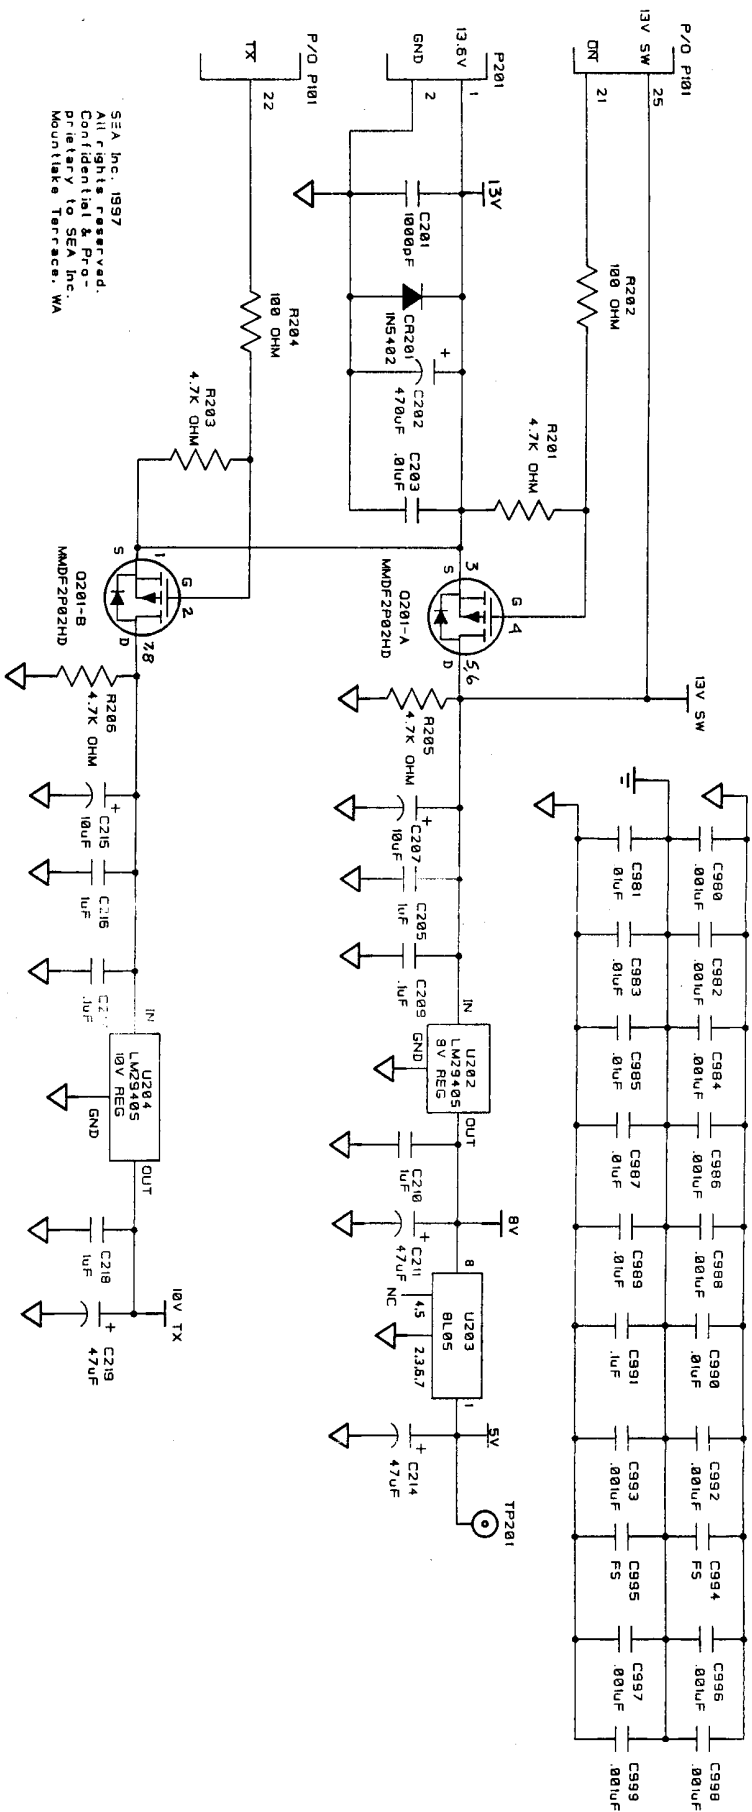 P/O P101
13V SW
25
ON
21
R202
100 OHM
R201
4.7K OHM
13V SW
P201
13.6V
1
GND
2
13V
C201
1000pF
CR201
1N5402
+
C202
470uF
C203
.01uF
3
S
G
4
D
5,6
Q201-A
MMDF2P02HD
R205
4.7K OHM
+
C207
10uF
C205
1uF
C209
.1uF
IN
U202
LM2940S
8V REG
GND
OUT
C210
1uF
+
C211
47uF
8V
8
U203
8L05
NC
4,5
2,3,6,7
1
5V
+
C214
47uF
TP201
P/O P101
TX
22
R204
100 OHM
R203
4.7K OHM
1
S
G
2
D
7,8
Q201-B
MMDF2P02HD
R206
4.7K OHM
+
C215
10uF
C216
1uF
.1uF
IN
U204
LM2940S
10V REG
GND
OUT
C218
1uF
10V TX
+
C219
47uF
C980
.001uF
C982
.001uF
C984
.001uF
C986
.001uF
C988
.001uF
C990
.01uF
C992
.001uF
C994
FS
C996
.001uF
C998
.001uF
C981
01uF
C983
.01uF
C985
.01uF
C987
.01uF
C989
.01uF
C991
.1uF
C993
.001uF
C995
FS
C997
.001uF
C999
.001uF
SEA Inc. 1997
All rights reserved.
Confidential & Pro-
prietary to SEA Inc.
Mountlake Terrace, WA